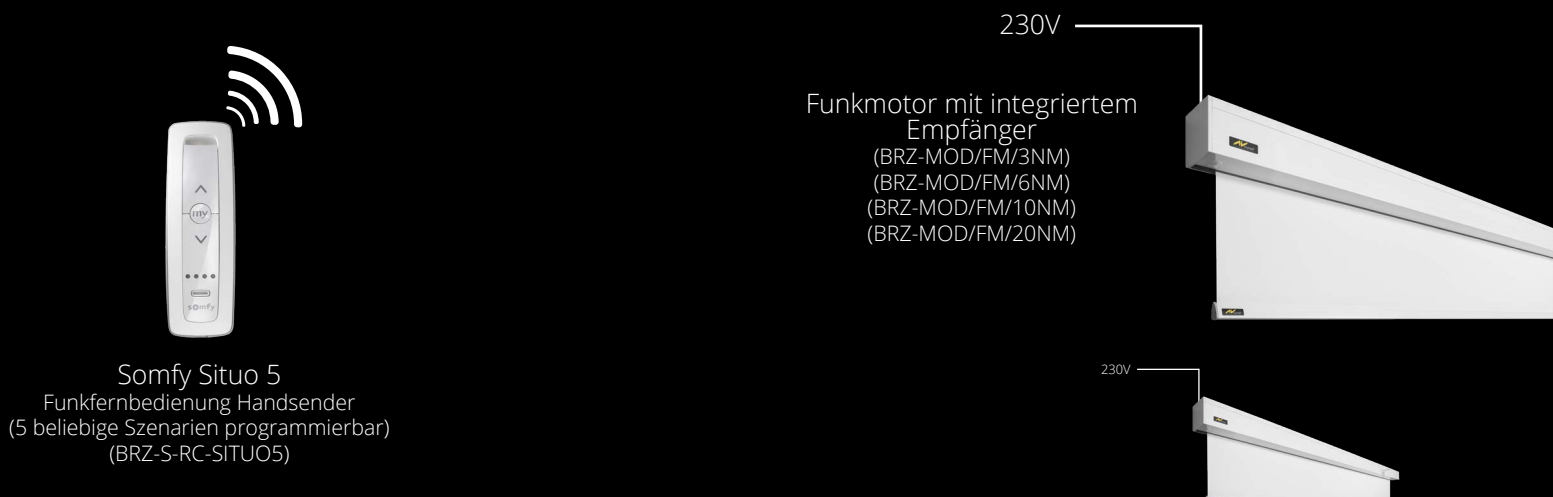 230V
Funkmotor mit integriertem
Empfänger
(BRZ-MOD/FM/3NM)
(BRZ-MOD/FM/6NM)
(BRZ-MOD/FM/10NM)
(BRZ-MOD/FM/20NM)
my
somfy
Somfy Situo 5
Funkfernbedienung Handsender
(5 beliebige Szenarien programmierbar)
(BRZ-S-RC-SITUO5)
230V